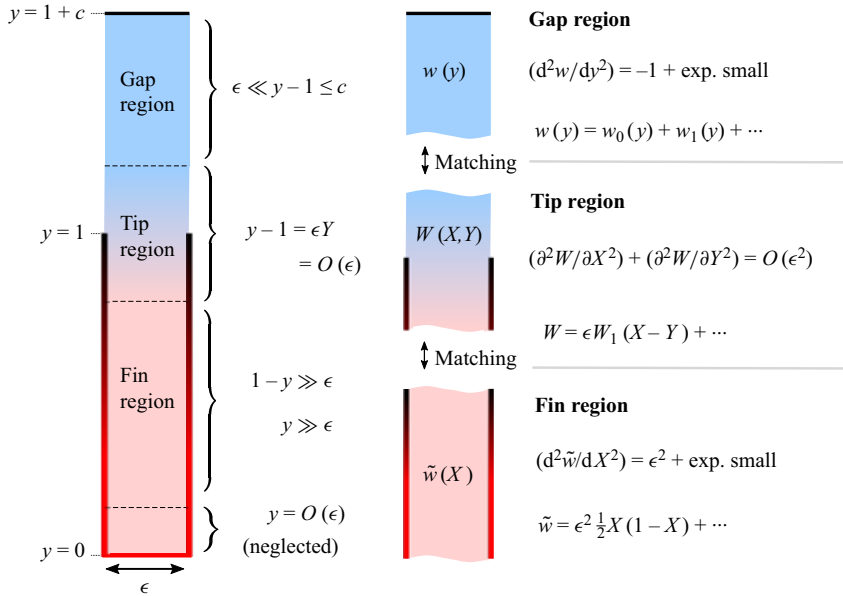 y = 1 + c
Gap
region
ϵ ≪ y – 1 ≤ c
Tip
region
y = 1
y – 1 = ϵY
= O (ϵ)
Fin
region
1 – y ≫ ϵ
y ≫ ϵ
y = O (ϵ)
(neglected)
y = 0
ϵ
w (y)
Matching
W (X,Y)
Matching
w̃ (X)
Gap region
(d²w/dy²) = –1 + exp. small
w (y) = w₀ (y) + w₁ (y) + ···
Tip region
(∂²W/∂X²) + (∂²W/∂Y²) = O (ϵ²)
W = ϵW₁ (X – Y) + ···
Fin region
(d²w̃/dX²) = ϵ² + exp. small
w̃ = ϵ² ½ X (1 – X) + ···